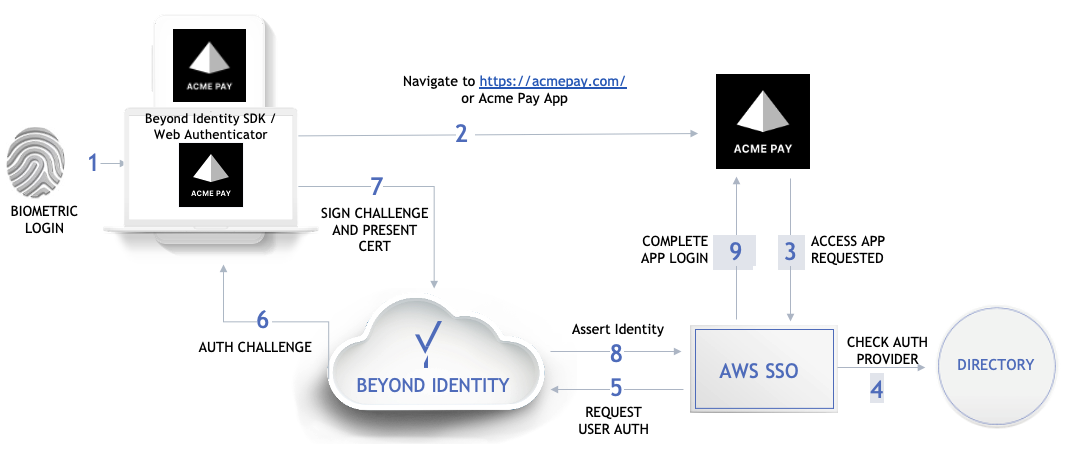 ACME PAY
Beyond Identity SDK /
Web Authenticator
ACME PAY
1
BIOMETRIC
LOGIN
Navigate to https://acmepay.com/
or Acme Pay App
2
ACME PAY
7
SIGN CHALLENGE
AND PRESENT
CERT
COMPLETE
APP LOGIN
9
3
ACCESS APP
REQUESTED
6
AUTH CHALLENGE
BEYOND IDENTITY
Assert Identity
8
5
REQUEST
USER AUTH
AWS SSO
CHECK AUTH
PROVIDER
4
DIRECTORY